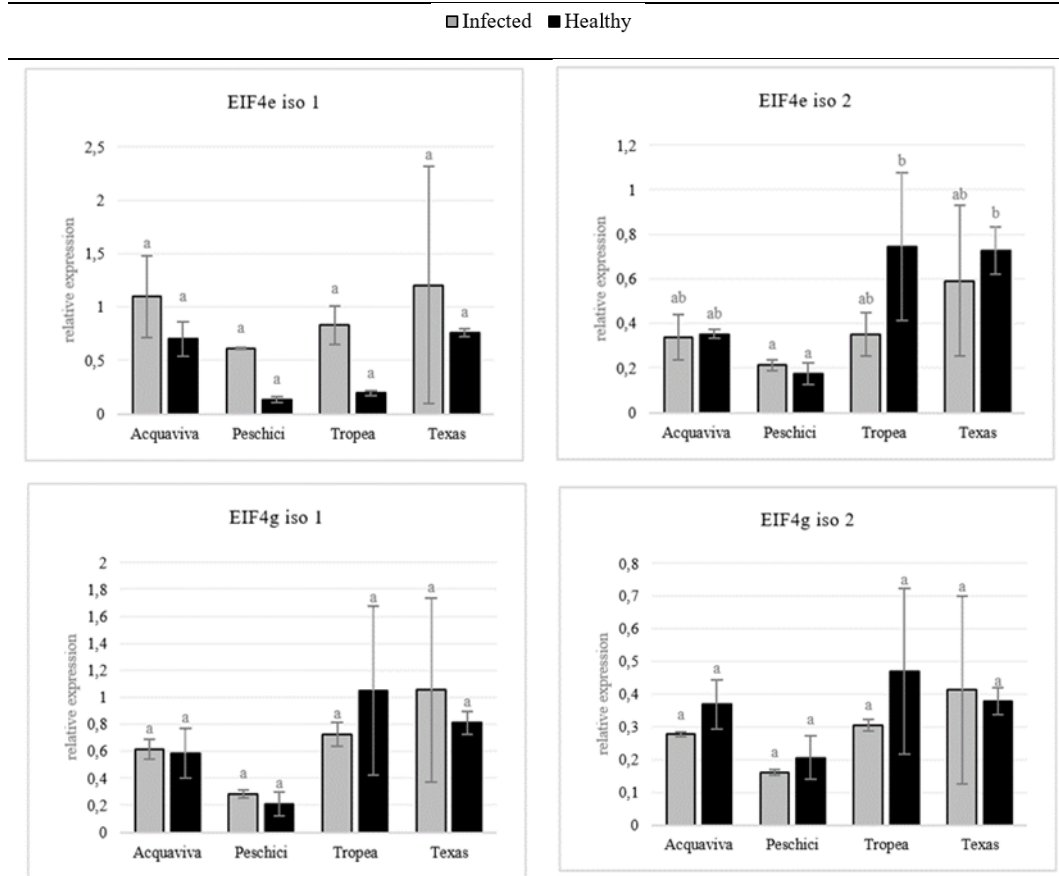 Infected Healthy
EIF4e iso 1
relative expression
2,5
2
1,5
1
0,5
0
a a a a a a a a
Acquaviva Peschici Tropea Texas
EIF4e iso 2
relative expression
1,2
1
0,8
0,6
0,4
0,2
0
ab ab a a ab b ab b
Acquaviva Peschici Tropea Texas
EIF4g iso 1
relative expression
2
1,8
1,6
1,4
1,2
1
0,8
0,6
0,4
0,2
0
a a a a a a a a
Acquaviva Peschici Tropea Texas
EIF4g iso 2
relative expression
0,8
0,7
0,6
0,5
0,4
0,3
0,2
0,1
0
a a a a a a a a
Acquaviva Peschici Tropea Texas